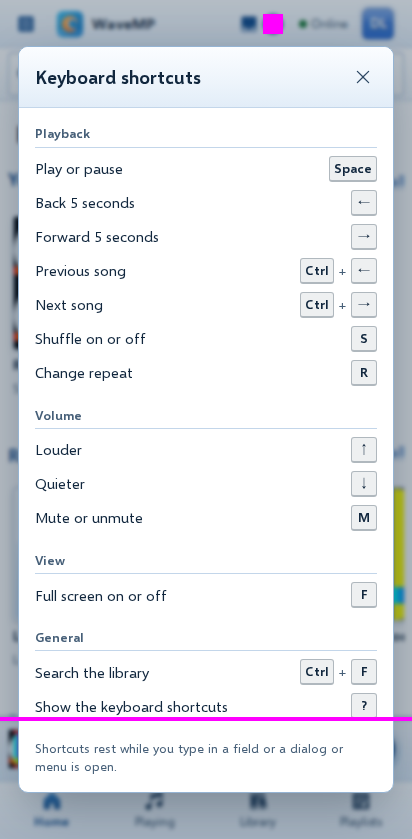 WaveMP Online DL
Keyboard shortcuts
Playback
Play or pause Space
Back 5 seconds ←
Forward 5 seconds →
Previous song Ctrl + ←
Next song Ctrl + →
Shuffle on or off S
Change repeat R
Volume
Louder ↑
Quieter ↓
Mute or unmute M
View
Full screen on or off F
General
Search the library Ctrl + F
Show the keyboard shortcuts ?
Shortcuts rest while you type in a field or a dialog or
menu is open.
Home Playing Library Playlists